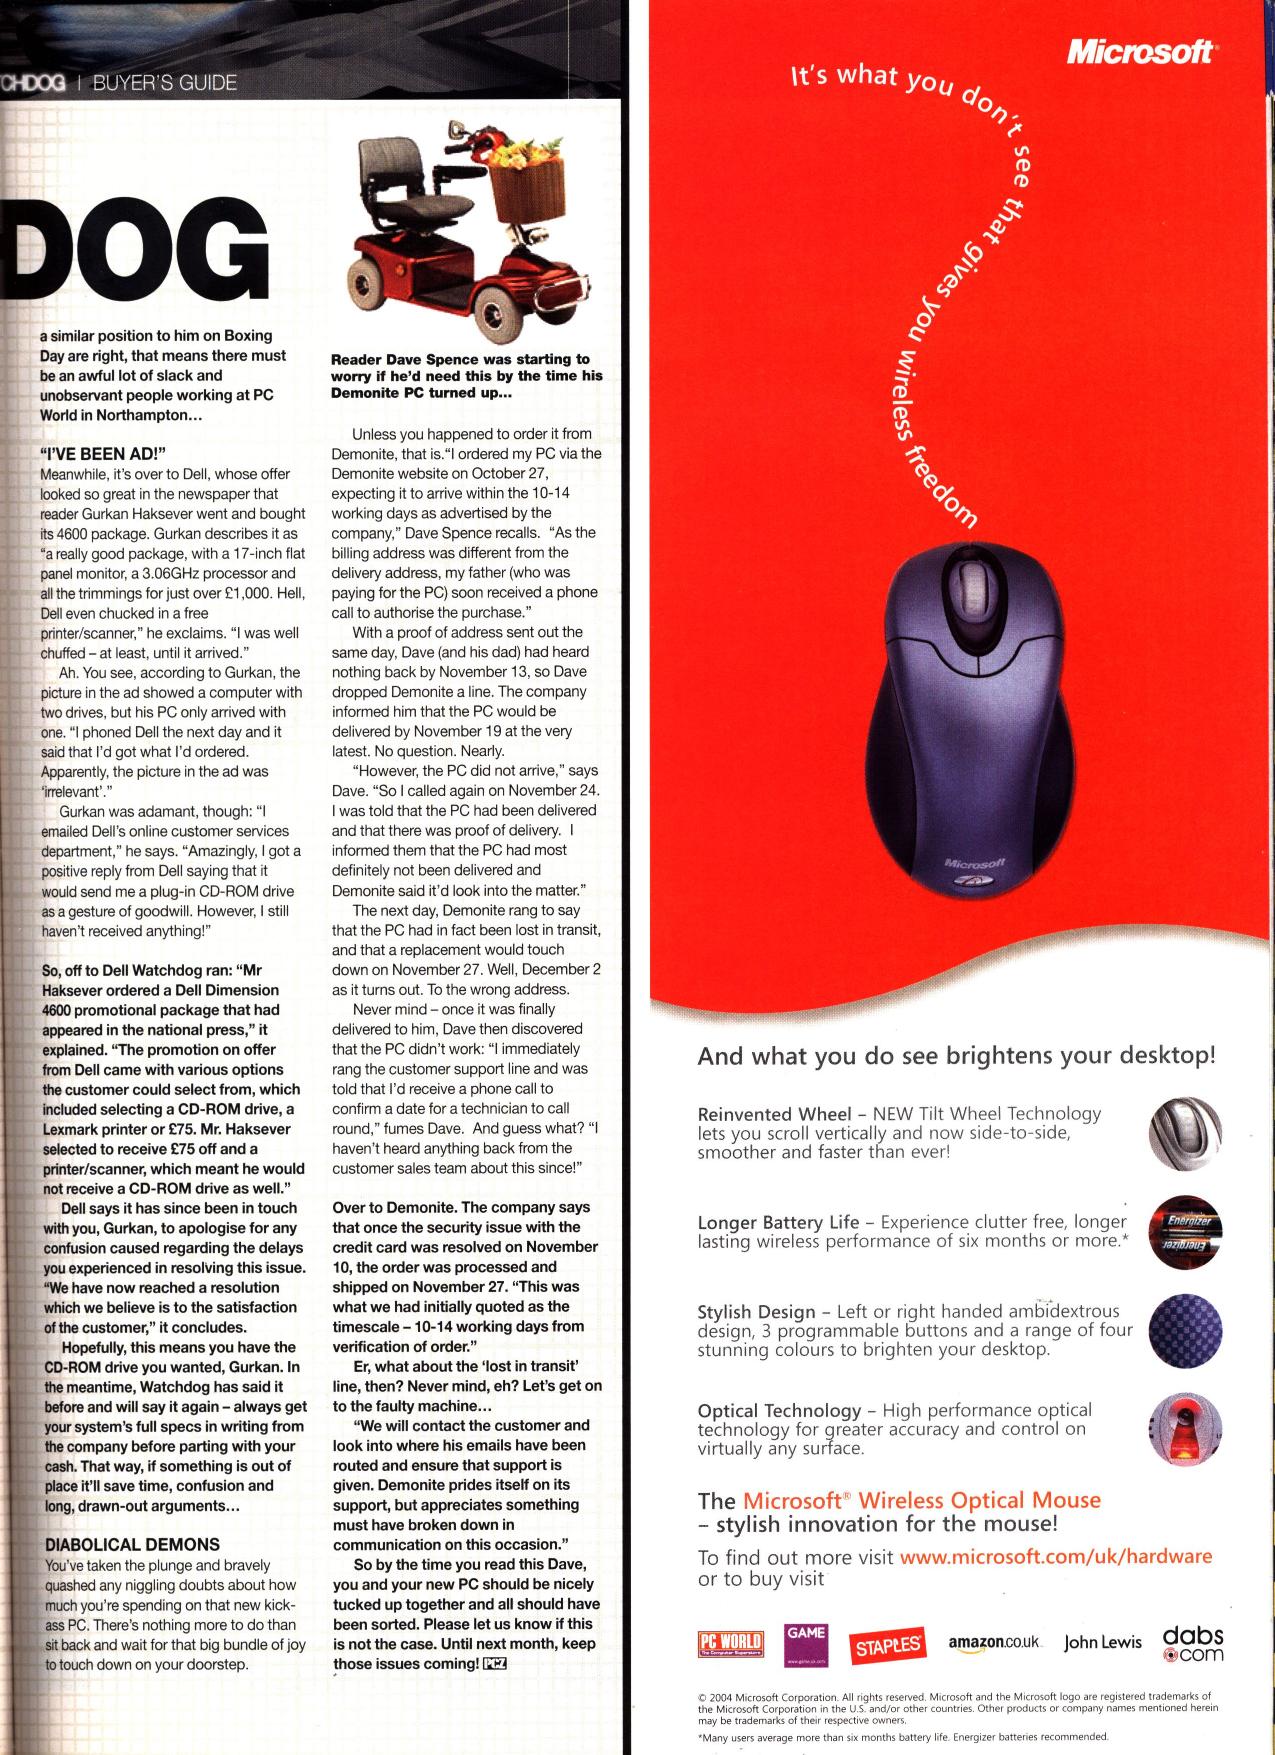 CHDOG | BUYER'S GUIDE
DOG
a similar position to him on Boxing
Day are right, that means there must
be an awful lot of slack and
unobservant people working at PC
World in Northampton...
"I'VE BEEN AD!"
Meanwhile, it's over to Dell, whose offer
looked so great in the newspaper that
reader Gurkan Haksever went and bought
its 4600 package. Gurkan describes it as
"a really good package, with a 17-inch flat
panel monitor, a 3.06GHz processor and
all the trimmings for just over £1,000. Hell,
Dell even chucked in a free
printer/scanner," he exclaims. "I was well
chuffed – at least, until it arrived."
Ah. You see, according to Gurkan, the
picture in the ad showed a computer with
two drives, but his PC only arrived with
one. "I phoned Dell the next day and it
said that I'd got what I'd ordered.
Apparently, the picture in the ad was
'irrelevant'."
Gurkan was adamant, though: "I
emailed Dell's online customer services
department," he says. "Amazingly, I got a
positive reply from Dell saying that it
would send me a plug-in CD-ROM drive
as a gesture of goodwill. However, I still
haven't received anything!"
So, off to Dell Watchdog ran: "Mr
Haksever ordered a Dell Dimension
4600 promotional package that had
appeared in the national press," it
explained. "The promotion on offer
from Dell came with various options
the customer could select from, which
included selecting a CD-ROM drive, a
Lexmark printer or £75. Mr. Haksever
selected to receive £75 off and a
printer/scanner, which meant he would
not receive a CD-ROM drive as well."
Dell says it has since been in touch
with you, Gurkan, to apologise for any
confusion caused regarding the delays
you experienced in resolving this issue.
"We have now reached a resolution
which we believe is to the satisfaction
of the customer," it concludes.
Hopefully, this means you have the
CD-ROM drive you wanted, Gurkan. In
the meantime, Watchdog has said it
before and will say it again – always get
your system's full specs in writing from
the company before parting with your
cash. That way, if something is out of
place it'll save time, confusion and
long, drawn-out arguments...
DIABOLICAL DEMONS
You've taken the plunge and bravely
quashed any niggling doubts about how
much you're spending on that new kick-
ass PC. There's nothing more to do than
sit back and wait for that big bundle of joy
to touch down on your doorstep.
Reader Dave Spence was starting to
worry if he'd need this by the time his
Demonite PC turned up...
Unless you happened to order it from
Demonite, that is."I ordered my PC via the
Demonite website on October 27,
expecting it to arrive within the 10-14
working days as advertised by the
company," Dave Spence recalls. "As the
billing address was different from the
delivery address, my father (who was
paying for the PC) soon received a phone
call to authorise the purchase."
With a proof of address sent out the
same day, Dave (and his dad) had heard
nothing back by November 13, so Dave
dropped Demonite a line. The company
informed him that the PC would be
delivered by November 19 at the very
latest. No question. Nearly.
"However, the PC did not arrive," says
Dave. "So I called again on November 24.
I was told that the PC had been delivered
and that there was proof of delivery. I
informed them that the PC had most
definitely not been delivered and
Demonite said it'd look into the matter."
The next day, Demonite rang to say
that the PC had in fact been lost in transit,
and that a replacement would touch
down on November 27. Well, December 2
as it turns out. To the wrong address.
Never mind – once it was finally
delivered to him, Dave then discovered
that the PC didn't work: "I immediately
rang the customer support line and was
told that I'd receive a phone call to
confirm a date for a technician to call
round," fumes Dave. And guess what? "I
haven't heard anything back from the
customer sales team about this since!"
Over to Demonite. The company says
that once the security issue with the
credit card was resolved on November
10, the order was processed and
shipped on November 27. "This was
what we had initially quoted as the
timescale – 10-14 working days from
verification of order."
Er, what about the 'lost in transit'
line, then? Never mind, eh? Let's get on
to the faulty machine...
"We will contact the customer and
look into where his emails have been
routed and ensure that support is
given. Demonite prides itself on its
support, but appreciates something
must have broken down in
communication on this occasion."
So by the time you read this Dave,
you and your new PC should be nicely
tucked up together and all should have
been sorted. Please let us know if this
is not the case. Until next month, keep
those issues coming! PCZ
Microsoft®
It's what you don't see that gives you wireless freedom
Microsoft
And what you do see brightens your desktop!
Reinvented Wheel – NEW Tilt Wheel Technology
lets you scroll vertically and now side-to-side,
smoother and faster than ever!
Longer Battery Life – Experience clutter free, longer
lasting wireless performance of six months or more.*
Energizer
Energizer
Stylish Design – Left or right handed ambidextrous
design, 3 programmable buttons and a range of four
stunning colours to brighten your desktop.
Optical Technology – High performance optical
technology for greater accuracy and control on
virtually any surface.
The Microsoft® Wireless Optical Mouse
– stylish innovation for the mouse!
To find out more visit www.microsoft.com/uk/hardware
or to buy visit
PC WORLD
The Computer Superstore
GAME
www.game.uk.com
STAPLES
amazon.co.uk
John Lewis
dabs
.com
© 2004 Microsoft Corporation. All rights reserved. Microsoft and the Microsoft logo are registered trademarks of
the Microsoft Corporation in the U.S. and/or other countries. Other products or company names mentioned herein
may be trademarks of their respective owners.
*Many users average more than six months battery life. Energizer batteries recommended.